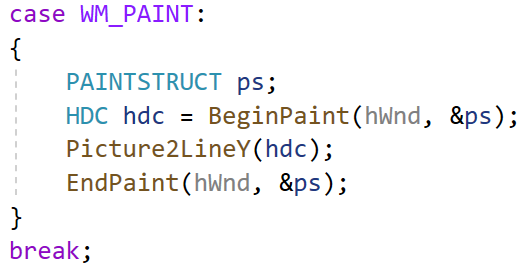 case WM_PAINT:
{
    PAINTSTRUCT ps;
    HDC hdc = BeginPaint(hWnd, &ps);
    Picture2LineY(hdc);
    EndPaint(hWnd, &ps);
}
break;